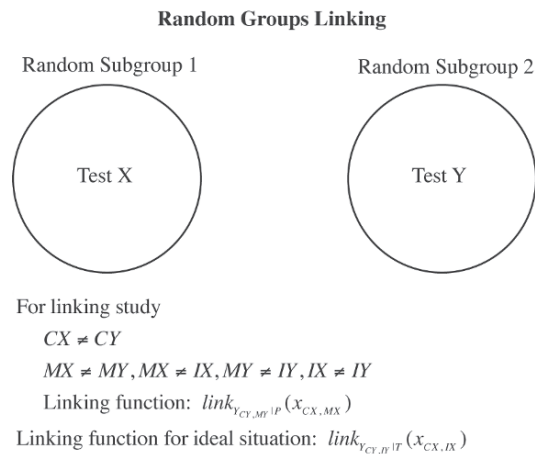 Random Groups Linking
Random Subgroup 1
Random Subgroup 2
Test X
Test Y
For linking study
CX ≠ CY
MX ≠ MY, MX ≠ IX, MY ≠ IY, IX ≠ IY
Linking function: link_{Y_{CY,MY}|P}(x_{CX,MX})
Linking function for ideal situation: link_{Y_{CY,IY}|T}(x_{CX,IX})